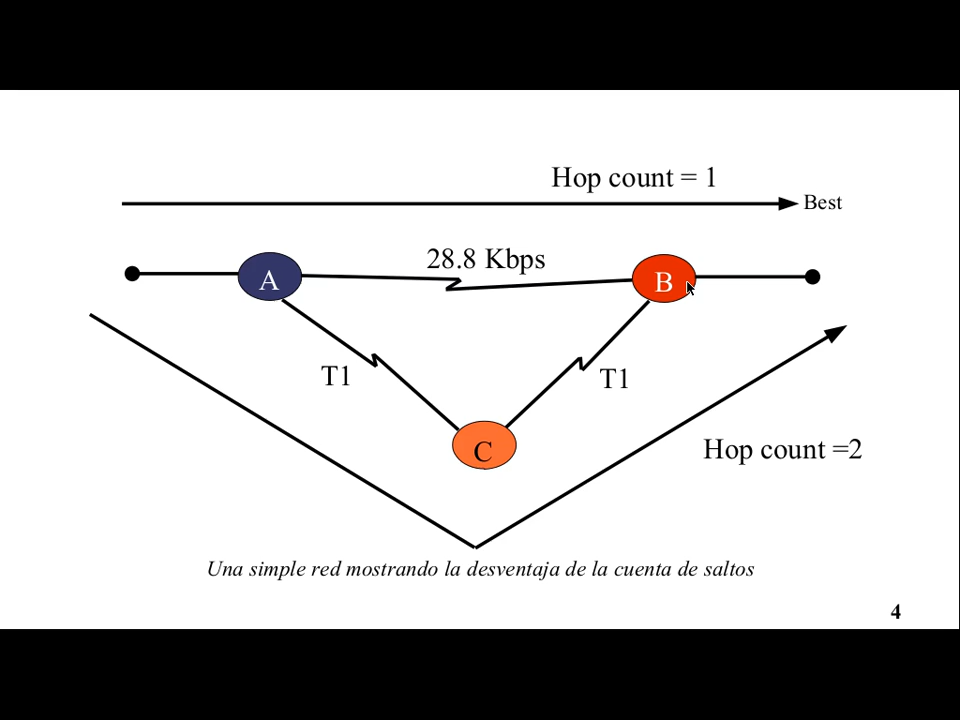 Hop count = 1
Best
28.8 Kbps
A
B
T1
T1
C
Hop count =2
Una simple red mostrando la desventaja de la cuenta de saltos
4